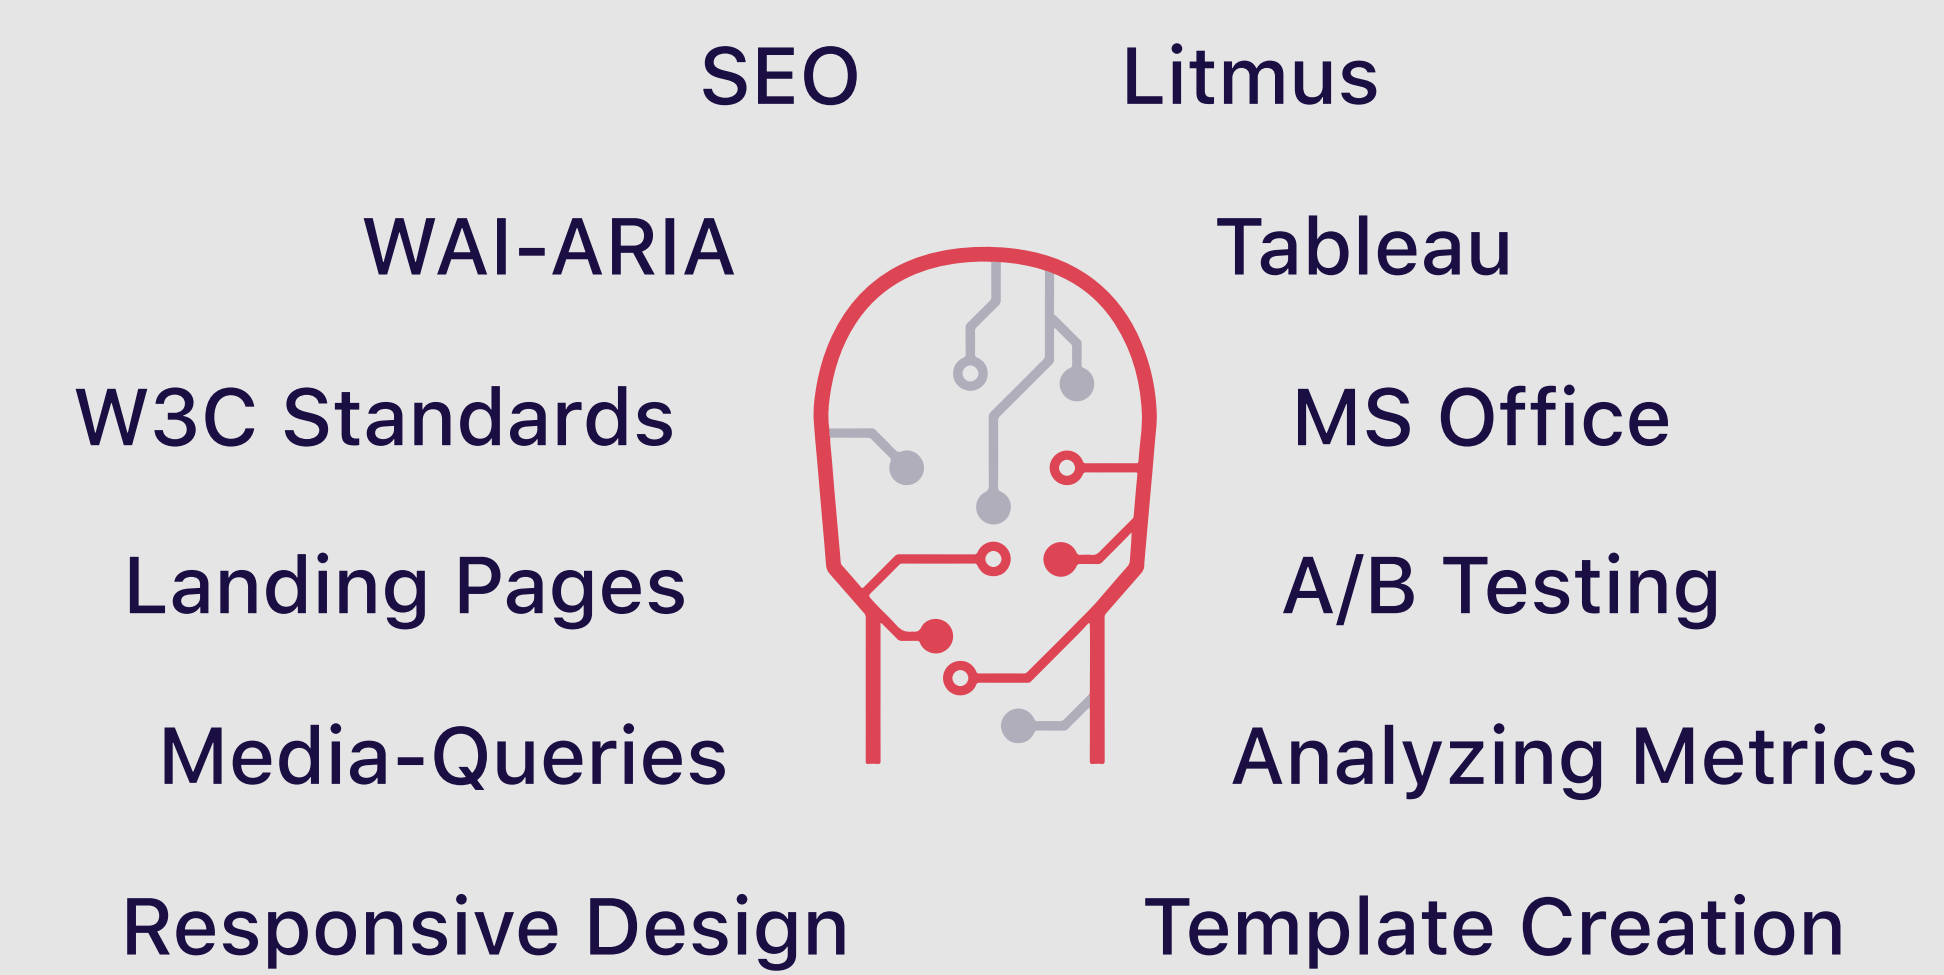 SEO
Litmus
WAI-ARIA
Tableau
W3C Standards
MS Office
Landing Pages
A/B Testing
Media-Queries
Analyzing Metrics
Responsive Design
Template Creation